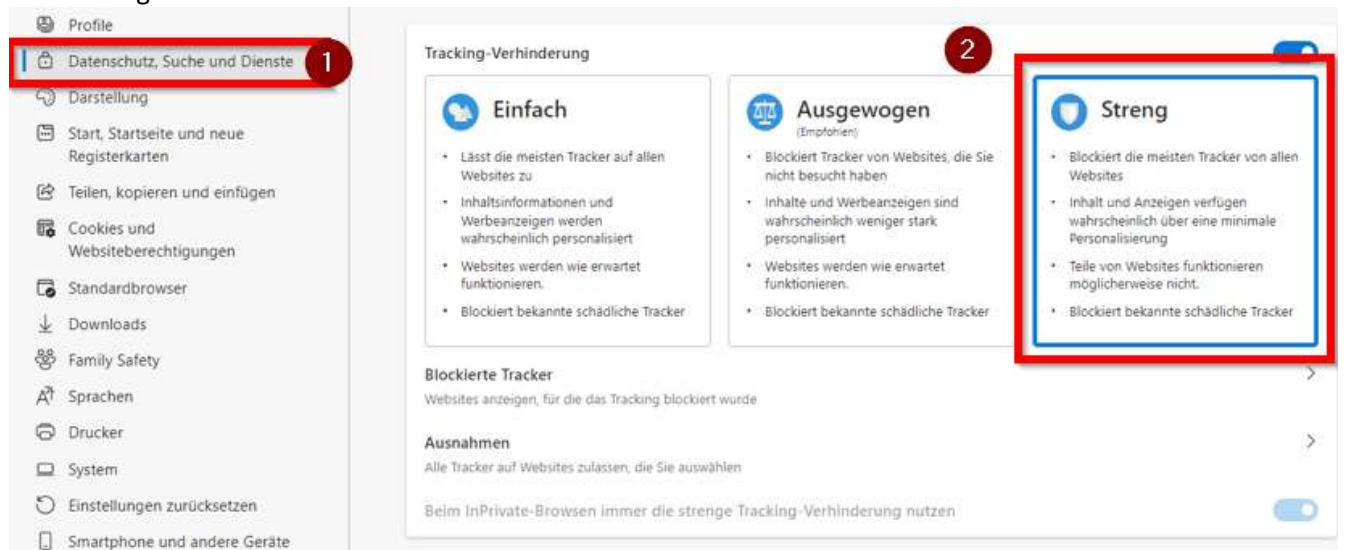 Profile
Datenschutz, Suche und Dienste
1
Darstellung
Start, Startseite und neue
Registerkarten
Teilen, kopieren und einfügen
Cookies und
Websiteberechtigungen
Standardbrowser
Downloads
Family Safety
Sprachen
Drucker
System
Einstellungen zurücksetzen
Smartphone und andere Geräte
Tracking-Verhinderung
2
Einfach
Lässt die meisten Tracker auf allen
Websites zu
Inhaltsinformationen und
Werbeanzeigen werden
wahrscheinlich personalisiert
Websites werden wie erwartet
funktionieren.
Blockiert bekannte schädliche Tracker
Ausgewogen
(Empfohlen)
Blockiert Tracker von Websites, die Sie
nicht besucht haben
Inhalte und Werbeanzeigen sind
wahrscheinlich weniger stark
personalisiert
Websites werden wie erwartet
funktionieren.
Blockiert bekannte schädliche Tracker
Streng
Blockiert die meisten Tracker von allen
Websites
Inhalt und Anzeigen verfügen
wahrscheinlich über eine minimale
Personalisierung
Teile von Websites funktionieren
möglicherweise nicht.
Blockiert bekannte schädliche Tracker
Blockierte Tracker
Websites anzeigen, für die das Tracking blockiert wurde
Ausnahmen
Alle Tracker auf Websites zulassen, die Sie auswählen
Beim InPrivate-Browsen immer die strenge Tracking-Verhinderung nutzen